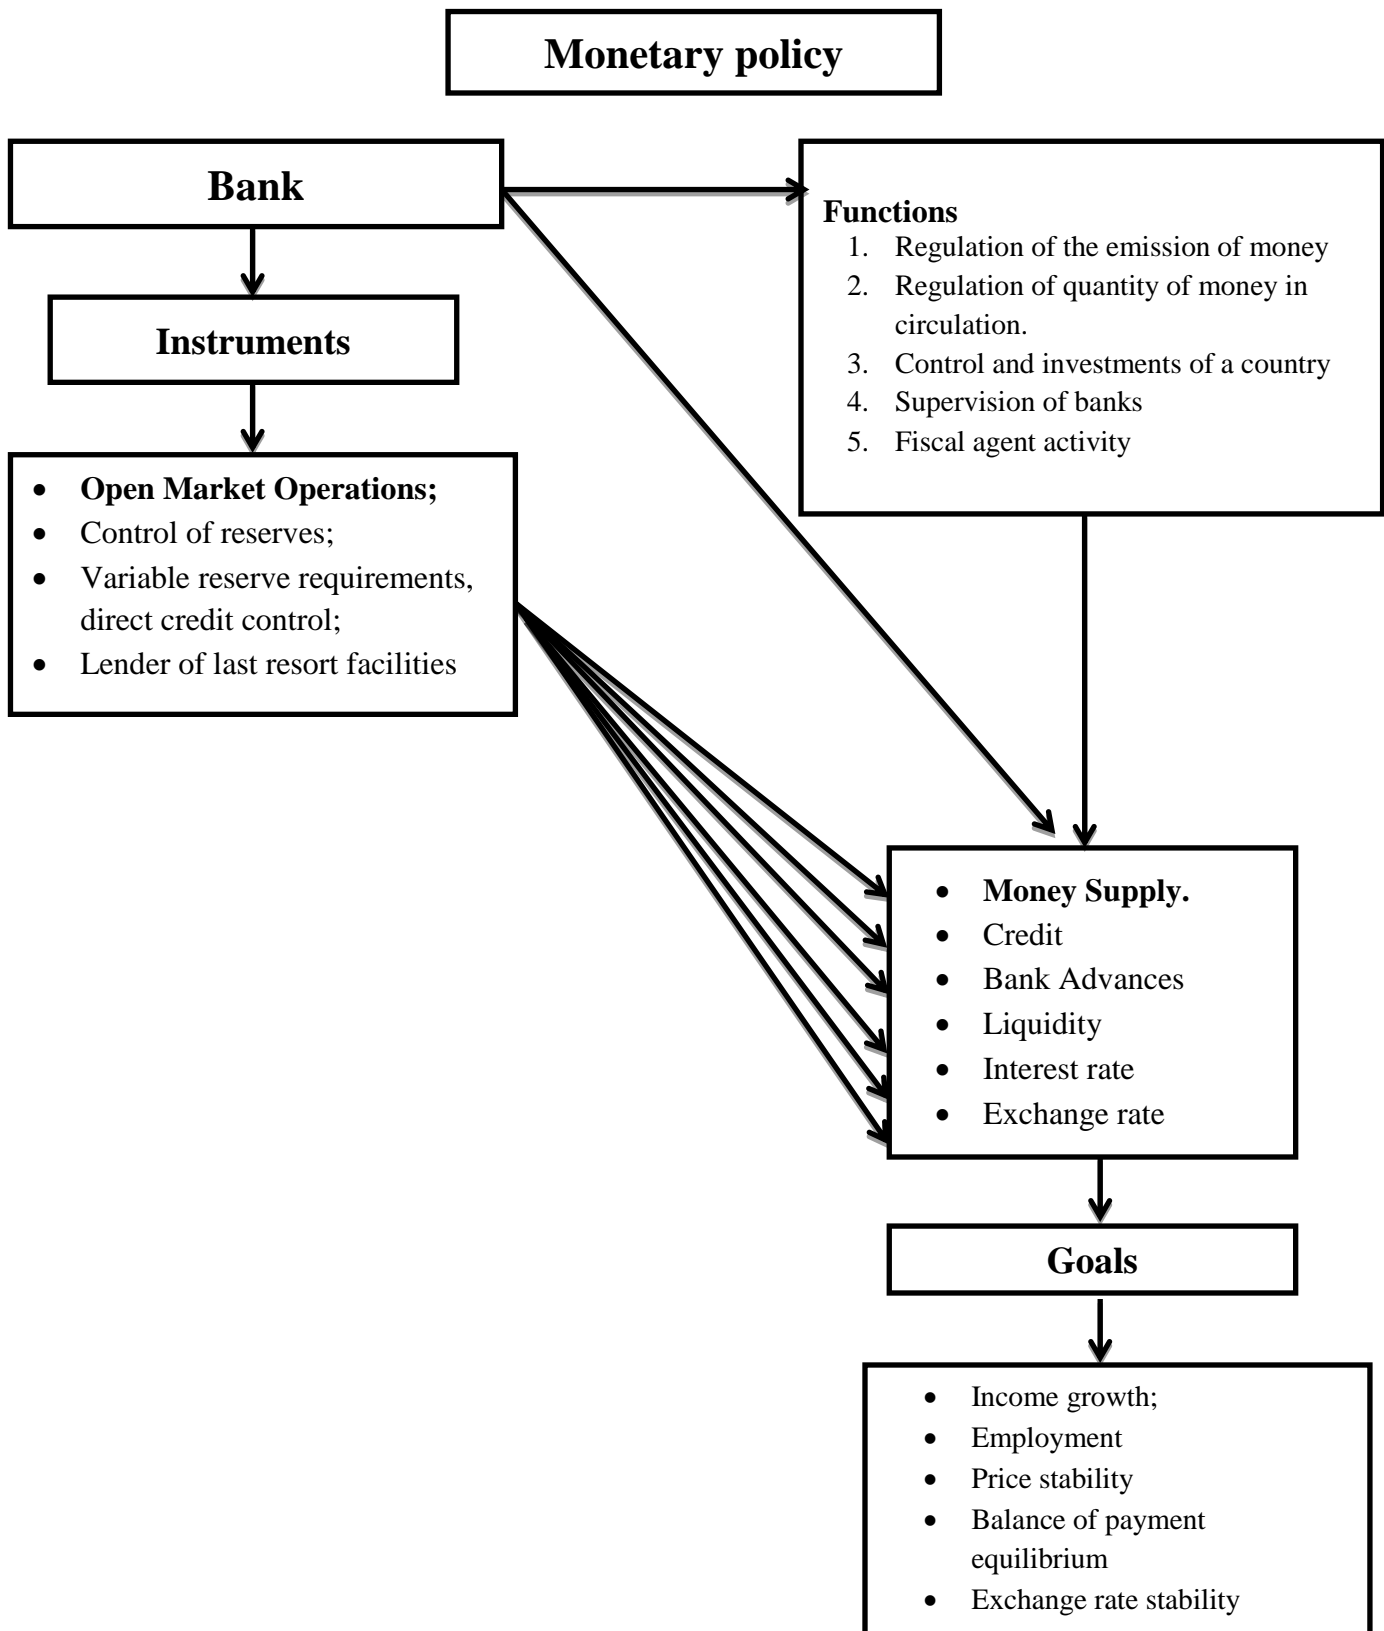 Monetary policy
Bank
Instruments
• Open Market Operations;
• Control of reserves;
• Variable reserve requirements,
direct credit control;
• Lender of last resort facilities
Functions
1. Regulation of the emission of money
2. Regulation of quantity of money in
circulation.
3. Control and investments of a country
4. Supervision of banks
5. Fiscal agent activity
• Money Supply.
• Credit
• Bank Advances
• Liquidity
• Interest rate
• Exchange rate
Goals
• Income growth;
• Employment
• Price stability
• Balance of payment
equilibrium
• Exchange rate stability